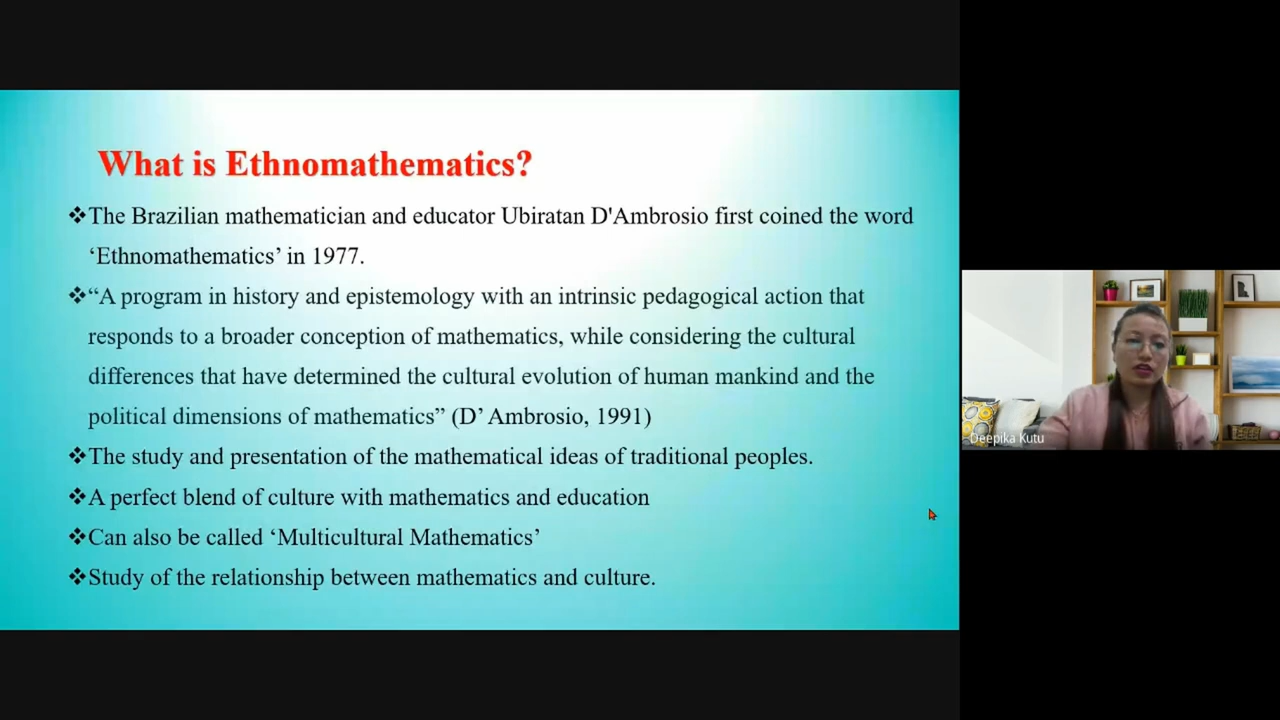 What is Ethnomathematics?
❖The Brazilian mathematician and educator Ubiratan D'Ambrosio first coined the word
‘Ethnomathematics’ in 1977.
❖“A program in history and epistemology with an intrinsic pedagogical action that
responds to a broader conception of mathematics, while considering the cultural
differences that have determined the cultural evolution of human mankind and the
political dimensions of mathematics” (D’ Ambrosio, 1991)
❖The study and presentation of the mathematical ideas of traditional peoples.
❖A perfect blend of culture with mathematics and education
❖Can also be called ‘Multicultural Mathematics’
❖Study of the relationship between mathematics and culture.
Deepika Kutu